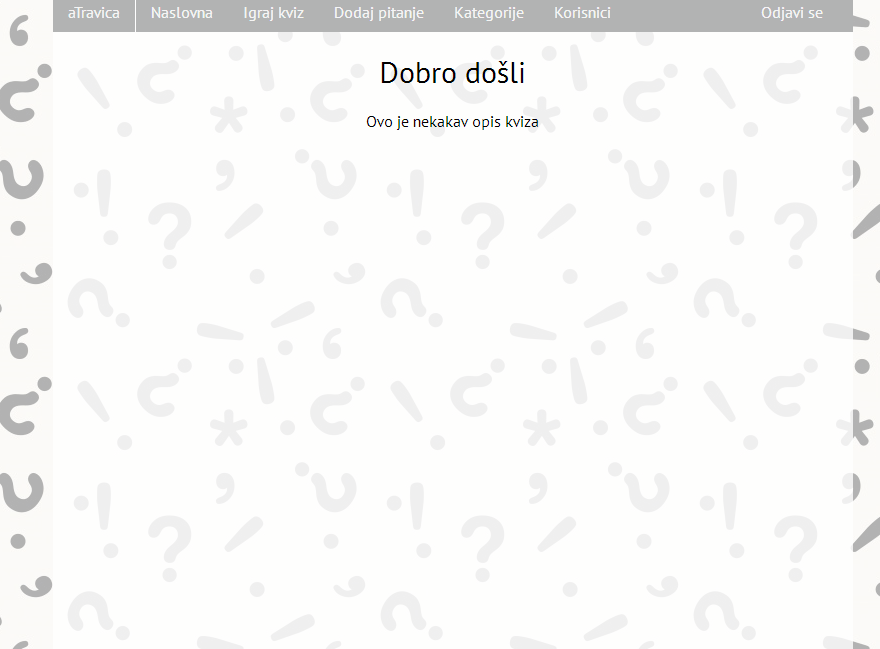 aTravica Naslovna Igraj kviz Dodaj pitanje Kategorije Korisnici Odjavi se
Dobro došli
Ovo je nekakav opis kviza